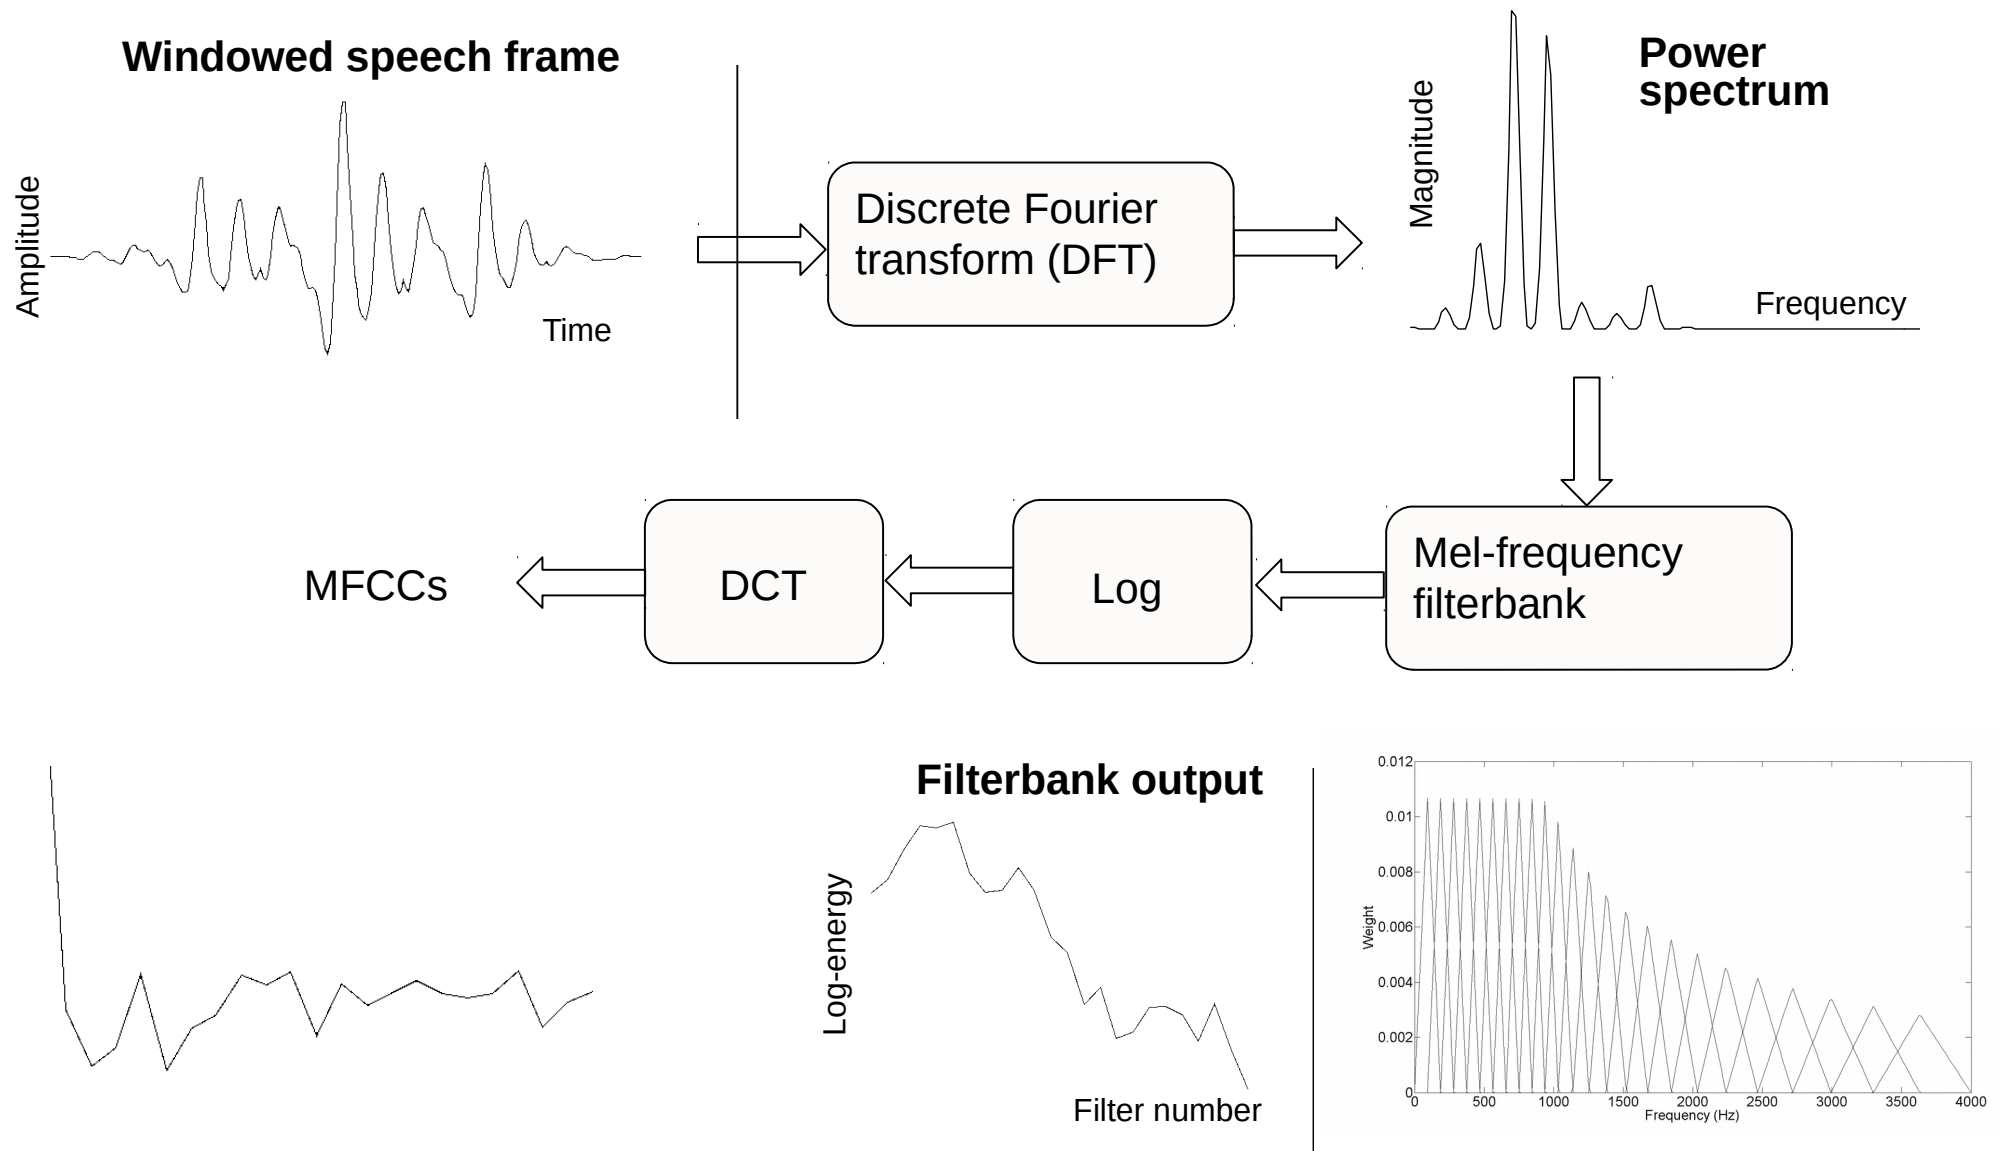 Windowed speech frame
Amplitude
Time
Discrete Fourier
transform (DFT)
Power
spectrum
Magnitude
Frequency
Mel-frequency
filterbank
Log
DCT
MFCCs
Filterbank output
Log-energy
Filter number
0.012
0.01
0.008
0.006
0.004
0.002
0
Weight
0 500 1000 1500 2000 2500 3000 3500 4000
Frequency (Hz)